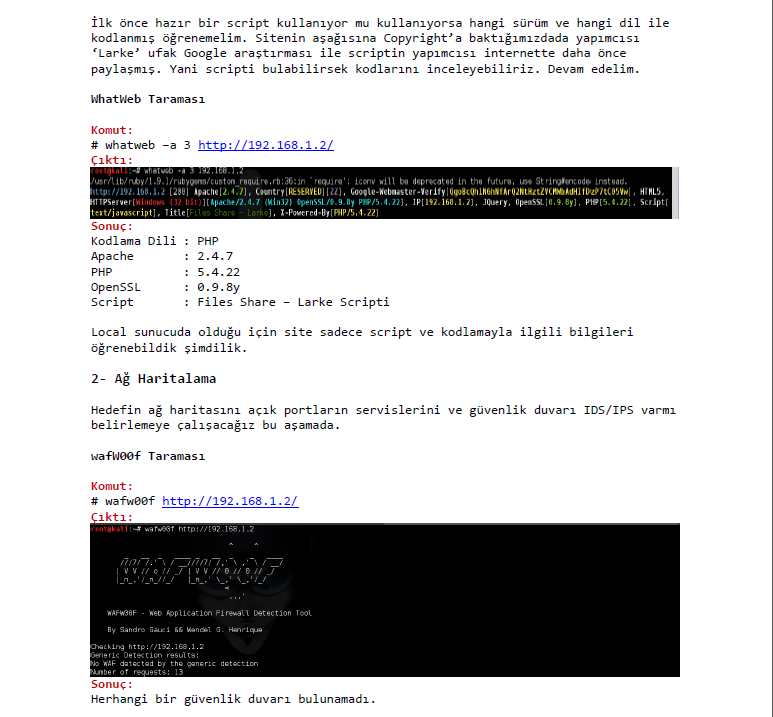 İlk önce hazır bir script kullanıyor mu kullanıyorsa hangi sürüm ve hangi dil ile
kodlanmış öğrenemelim. Sitenin aşağısına Copyright’a baktığımızdada yapımcısı
‘Larke’ ufak Google araştırması ile scriptin yapımcısı internette daha önce
paylaşmış. Yani scripti bulabilirsek kodlarını inceleyebiliriz. Devam edelim.
WhatWeb Taraması
Komut:
# whatweb –a 3 http://192.168.1.2/
Çıktı:
root@kali:~# whatweb -a 3 192.168.1.2
/usr/lib/ruby/1.9.1/rubygems/custom_require.rb:36:in `require': iconv will be deprecated in the future, use String#encode instead.
http://192.168.1.2 [200] Apache[2.4.7], Country[RESERVED][ZZ], Google-Webmaster-Verify[], HTML5,
HTTPServer[Windows (32 bit)][Apache/2.4.7 (Win32) OpenSSL/0.9.8y PHP/5.4.22], IP[192.168.1.2], JQuery, OpenSSL[0.9.8y], PHP[5.4.22], Script[
text/javascript], Title[Files Share - Larke], X-Powered-By[PHP/5.4.22]
Sonuç:
Kodlama Dili : PHP
Apache : 2.4.7
PHP : 5.4.22
OpenSSL : 0.9.8y
Script : Files Share – Larke Scripti
Local sunucuda olduğu için site sadece script ve kodlamayla ilgili bilgileri
öğrenebildik şimdilik.
2- Ağ Haritalama
Hedefin ağ haritasını açık portların servislerini ve güvenlik duvarı IDS/IPS varmı
belirlemeye çalışacağız bu aşamada.
wafW00f Taraması
Komut:
# wafw00f http://192.168.1.2/
Çıktı:
root@kali:~# wafw00f http://192.168.1.2
WAFW00F - Web Application Firewall Detection Tool
By Sandro Gauci && Wendel G. Henrique
Checking http://192.168.1.2
Generic Detection results:
No WAF detected by the generic detection
Number of requests: 13
Sonuç:
Herhangi bir güvenlik duvarı bulunamadı.